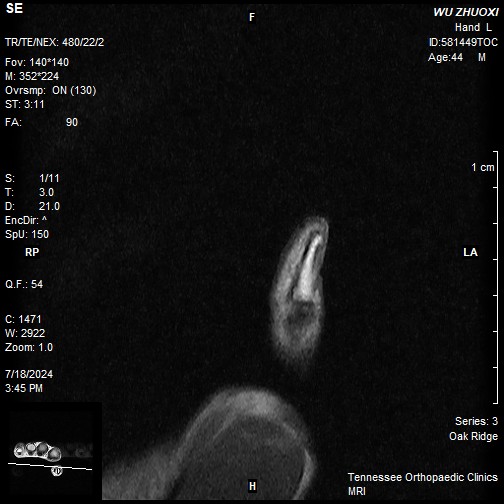 SE
F
WU ZHUOXI
Hand L
ID:581449TOC
Age:44 M
TR/TE/NEX: 480/22/2
Fov: 140*140
M: 352*224
Ovrsmp: ON (130)
ST: 3:11
FA: 90
1 cm
S: 1/11
T: 3.0
D: 21.0
EncDir: ^
SpU: 150
RP
LA
Q.F.: 54
C: 1471
W: 2922
Zoom: 1.0
7/18/2024
3:45 PM
Series: 3
Oak Ridge
Tennessee Orthopaedic Clinics
MRI
H